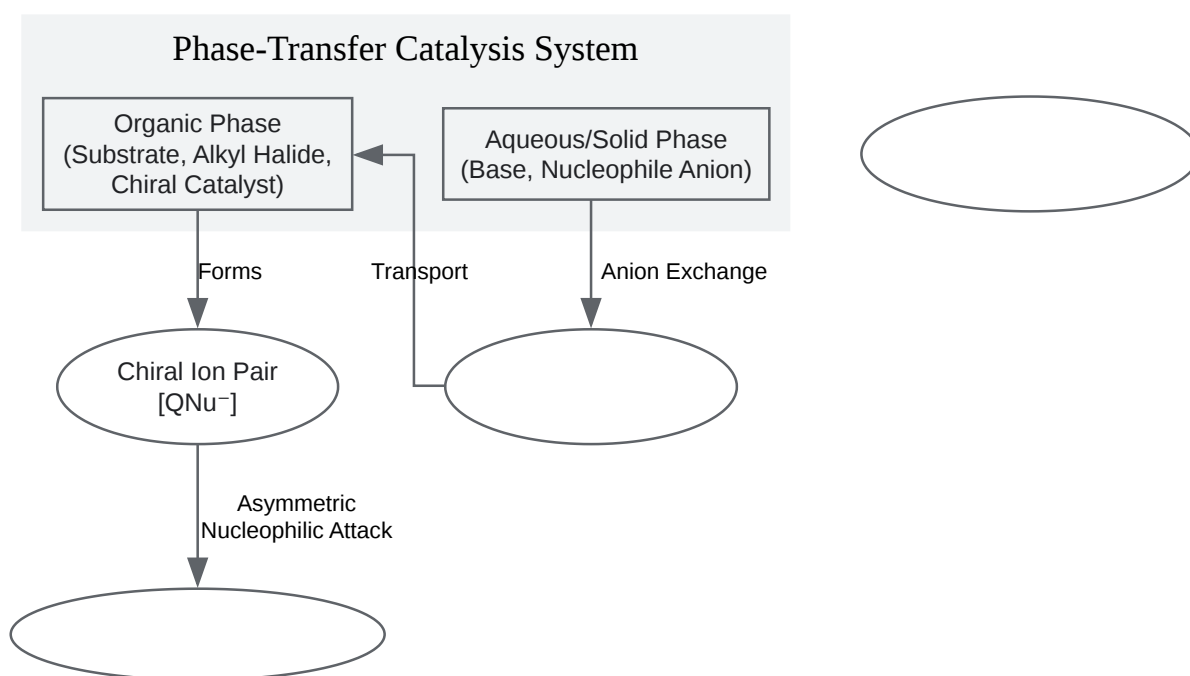 Phase-Transfer Catalysis System
Organic Phase
(Substrate, Alkyl Halide,
Chiral Catalyst)
Aqueous/Solid Phase
(Base, Nucleophile Anion)
Forms
Transport
Anion Exchange
Chiral Ion Pair
[QNu⁻]
Asymmetric
Nucleophilic Attack